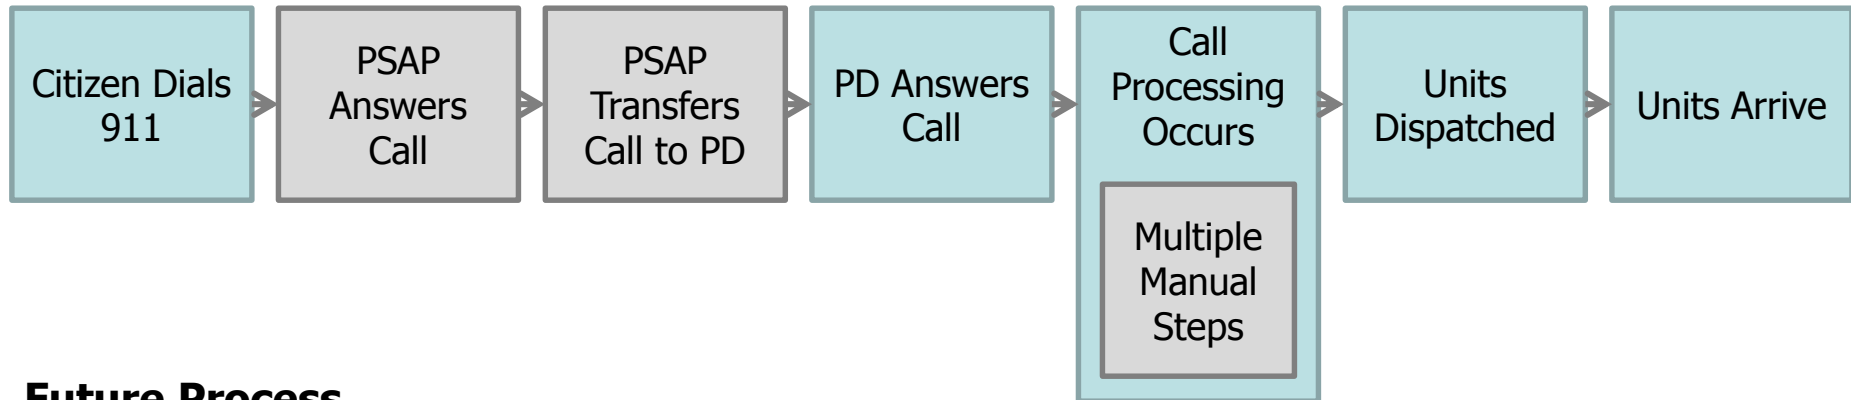 Citizen Dials
911
PSAP
Answers
Call
PSAP
Transfers
Call to PD
PD Answers
Call
Call
Processing
Occurs
Multiple
Manual
Steps
Units
Dispatched
Units Arrive
Future Process